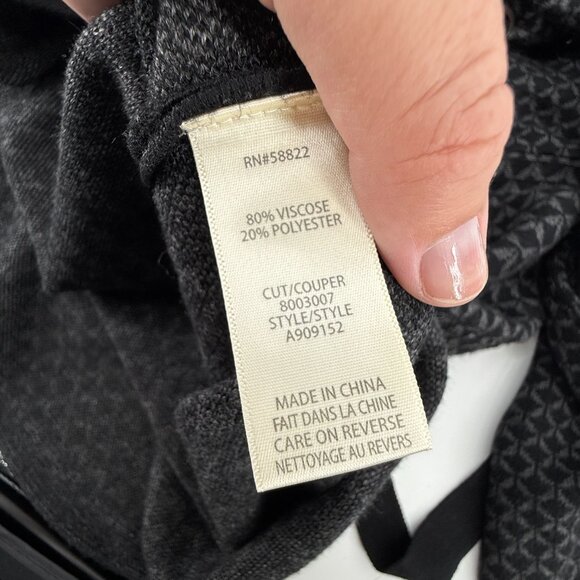 RN#58822
80% VISCOSE
20% POLYESTER
CUT/COUPER
8003007
STYLE/STYLE
A909152
MADE IN CHINA
FAIT DANS LA CHINE
CARE ON REVERSE
NETTOYAGE AU REVERS